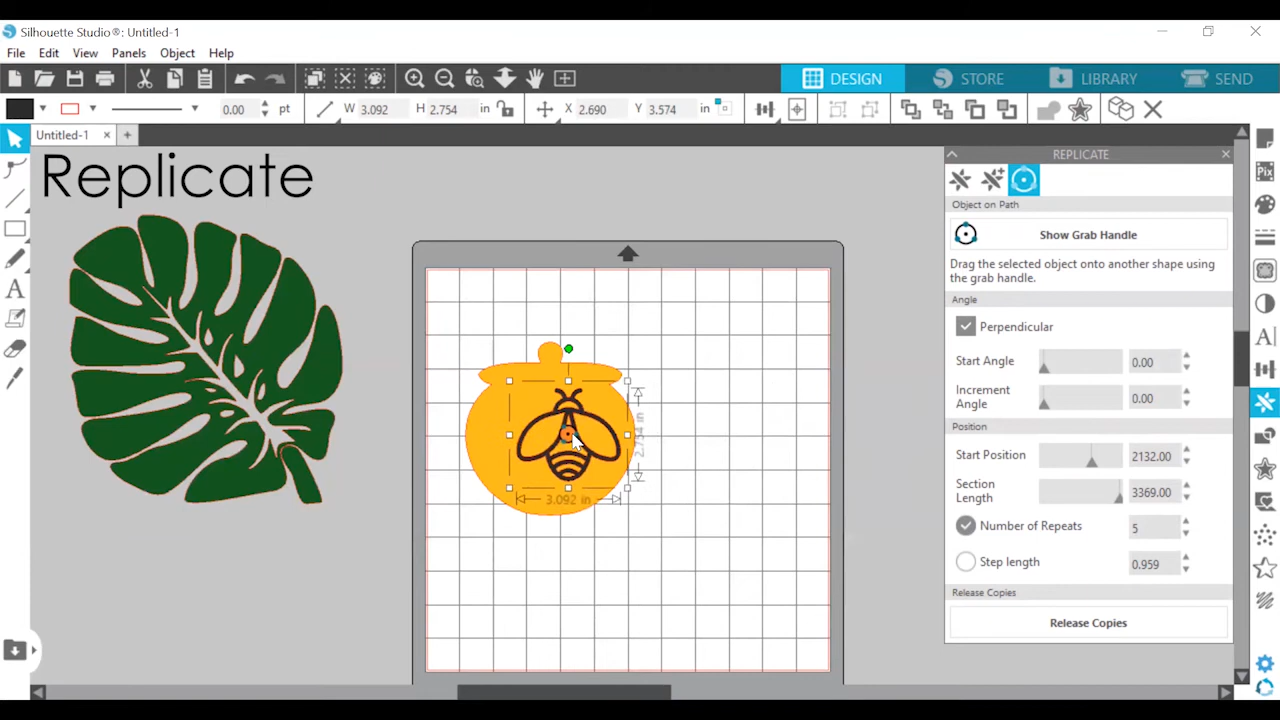 Silhouette Studio®: Untitled-1
File Edit View Panels Object Help
DESIGN STORE LIBRARY SEND
0.00 pt W 3.092 H 2.754 in X 2.690 Y 3.574 in
Untitled-1 × +
Replicate
REPLICATE
Pix
Object on Path
Show Grab Handle
Drag the selected object onto another shape using
the grab handle.
Angle
Perpendicular
Start Angle 0.00
Increment
Angle 0.00
Position
Start Position 2132.00
Section
Length 3369.00
Number of Repeats 5
Step length 0.959
Release Copies
Release Copies
2.754 in
3.092 in